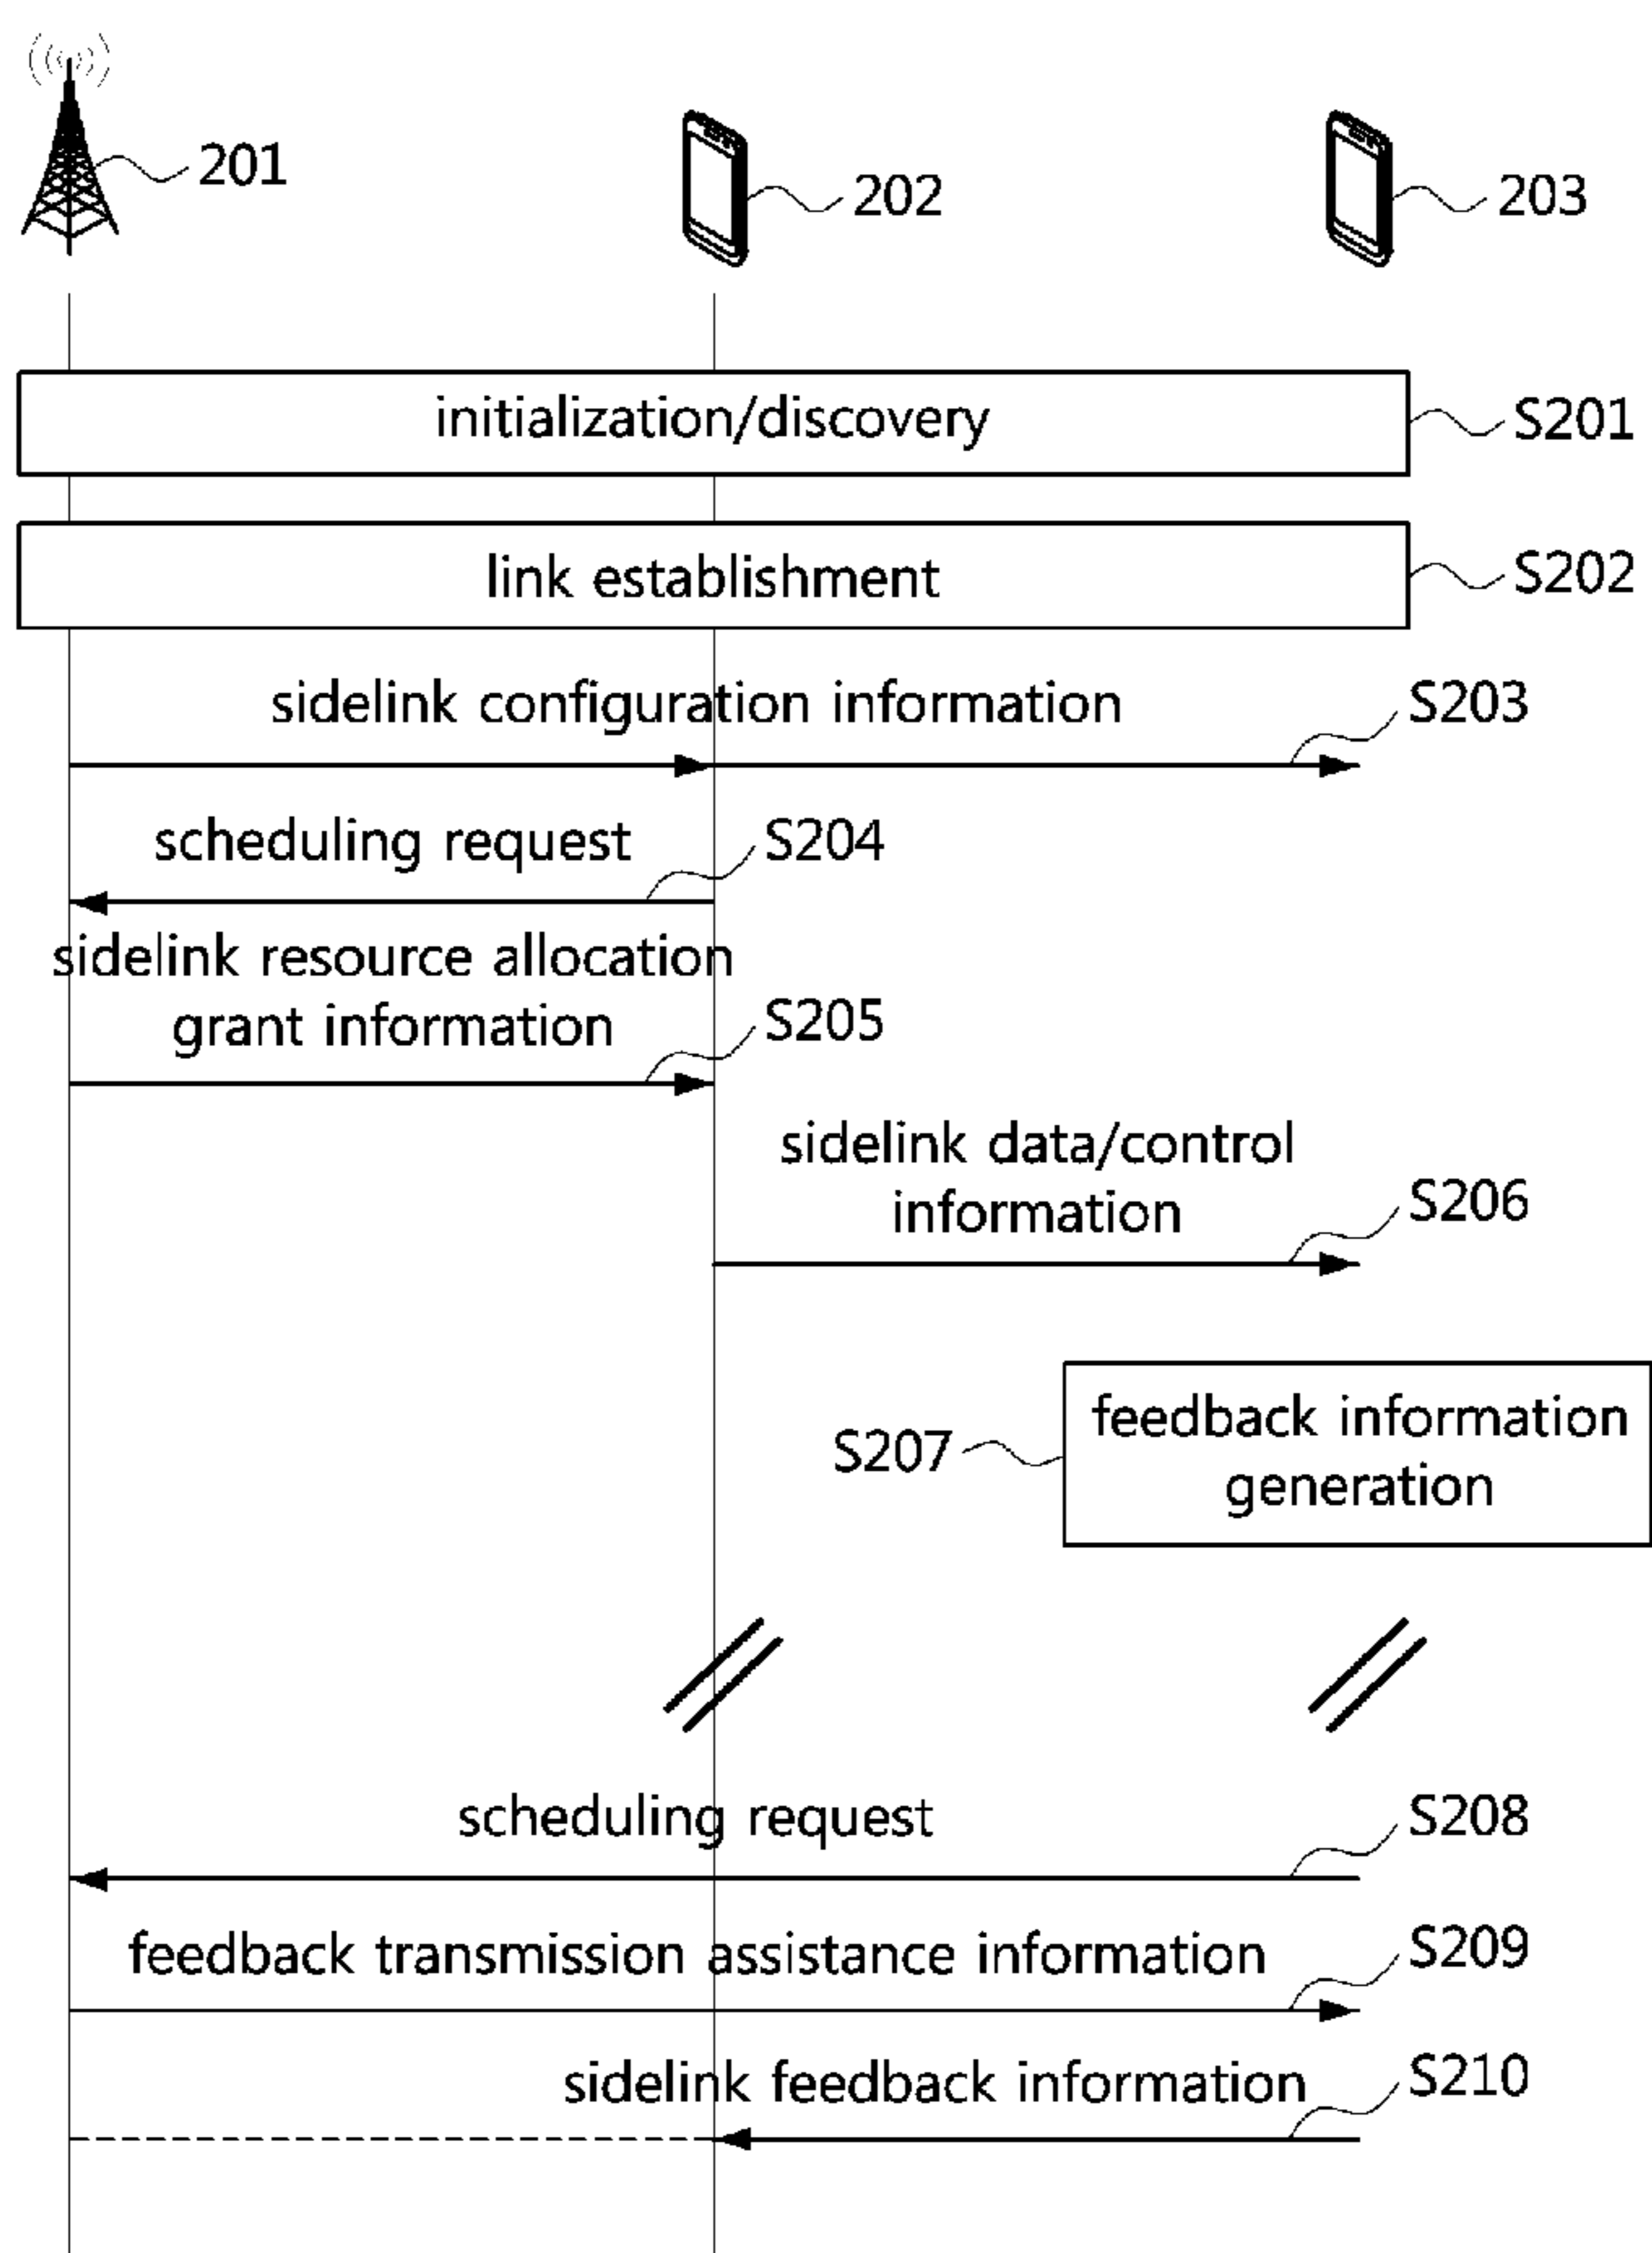 201
202
203
initialization/discovery
S201
link establishment
S202
sidelink configuration information
S203
scheduling request
S204
sidelink resource allocation
grant information
S205
sidelink data/control
information
S206
feedback information
generation
S207
scheduling request
S208
feedback transmission assistance information
S209
sidelink feedback information
S210